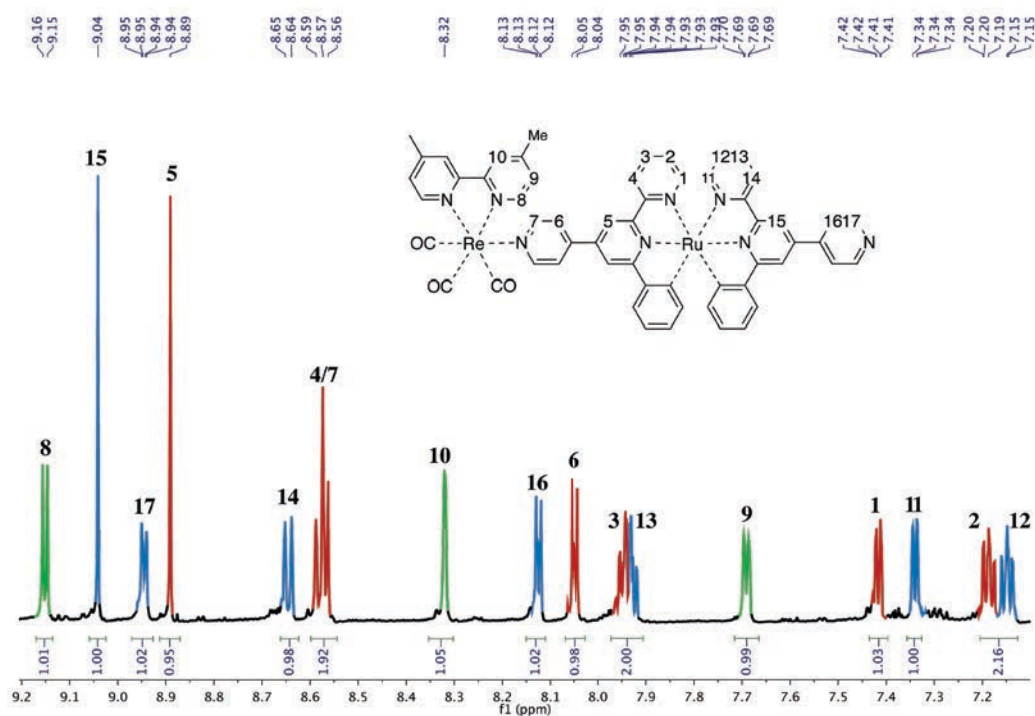 9.16 9.15 9.04 8.95 8.95 8.94 8.94 8.89 8.65 8.64 8.59 8.57 8.56 8.32 8.13 8.13 8.12 8.12 8.05 8.04 7.95 7.95 7.94 7.94 7.93 7.93 7.93 7.70 7.69 7.69 7.69 7.42 7.42 7.41 7.41 7.34 7.34 7.34 7.20 7.20 7.19 7.15 7.15
Me
10 3 2 12 13
9 4 1 11 14
N N 8 N N
7 6 5 15 16 17
OC Re N N Ru N N
OC CO
15 5
4/7
8 17 14 10 16 6 3 13 9 1 11 2 12
1.01 1.00 1.02 0.95 0.98 1.92 1.05 1.02 0.98 2.00 0.99 1.03 1.00 2.16
9.2 9.1 9.0 8.9 8.8 8.7 8.6 8.5 8.4 8.3 8.2 8.1 8.0 7.9 7.8 7.7 7.6 7.5 7.4 7.3 7.2
f1 (ppm)